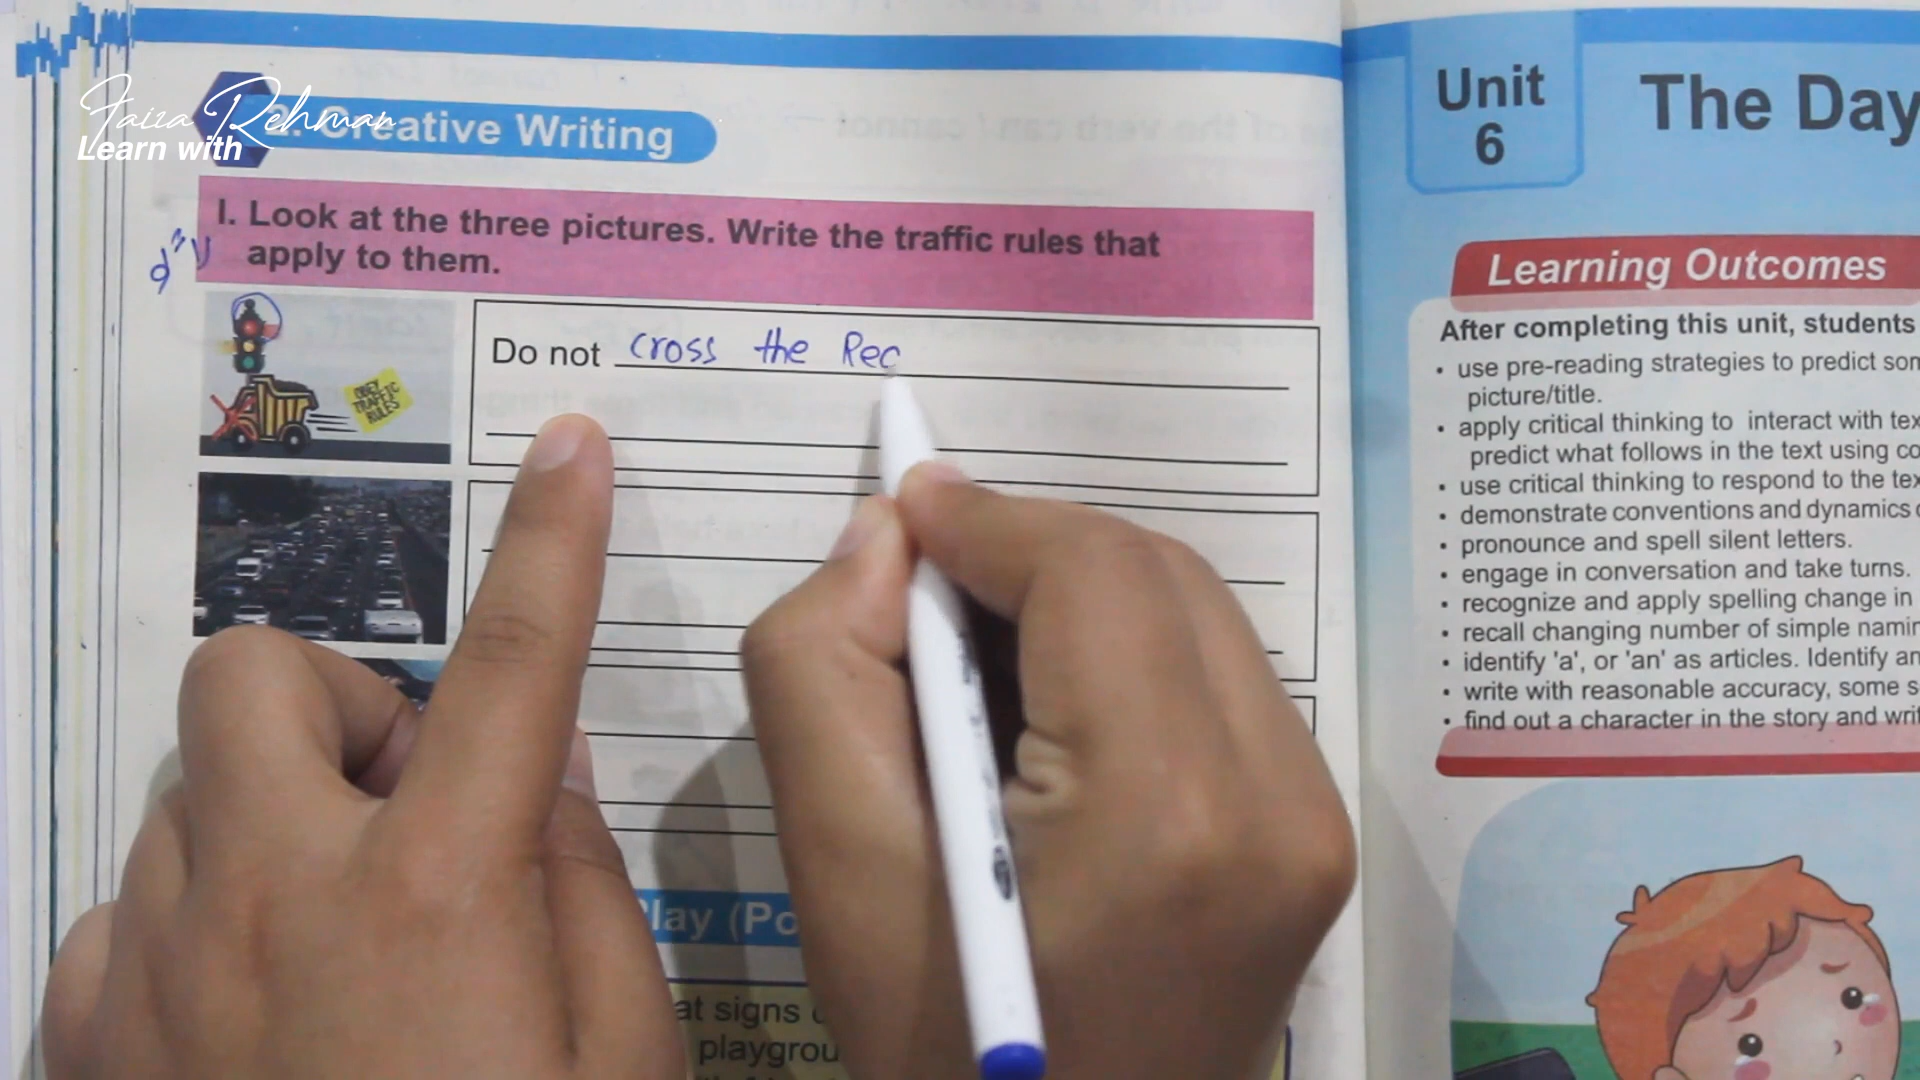 Faiza Rehman
Learn with
2. Creative Writing
I. Look at the three pictures. Write the traffic rules that
apply to them.
OBEY
TRAFFIC
RULES
Do not cross the Rec
lay (Po
at signs
playgrou
Unit
6
The Day
Learning Outcomes
After completing this unit, students
• use pre-reading strategies to predict som
picture/title.
• apply critical thinking to interact with tex
predict what follows in the text using co
• use critical thinking to respond to the tex
• demonstrate conventions and dynamics o
• pronounce and spell silent letters.
• engage in conversation and take turns.
• recognize and apply spelling change in
• recall changing number of simple namin
• identify 'a', or 'an' as articles. Identify an
• write with reasonable accuracy, some s
• find out a character in the story and writ